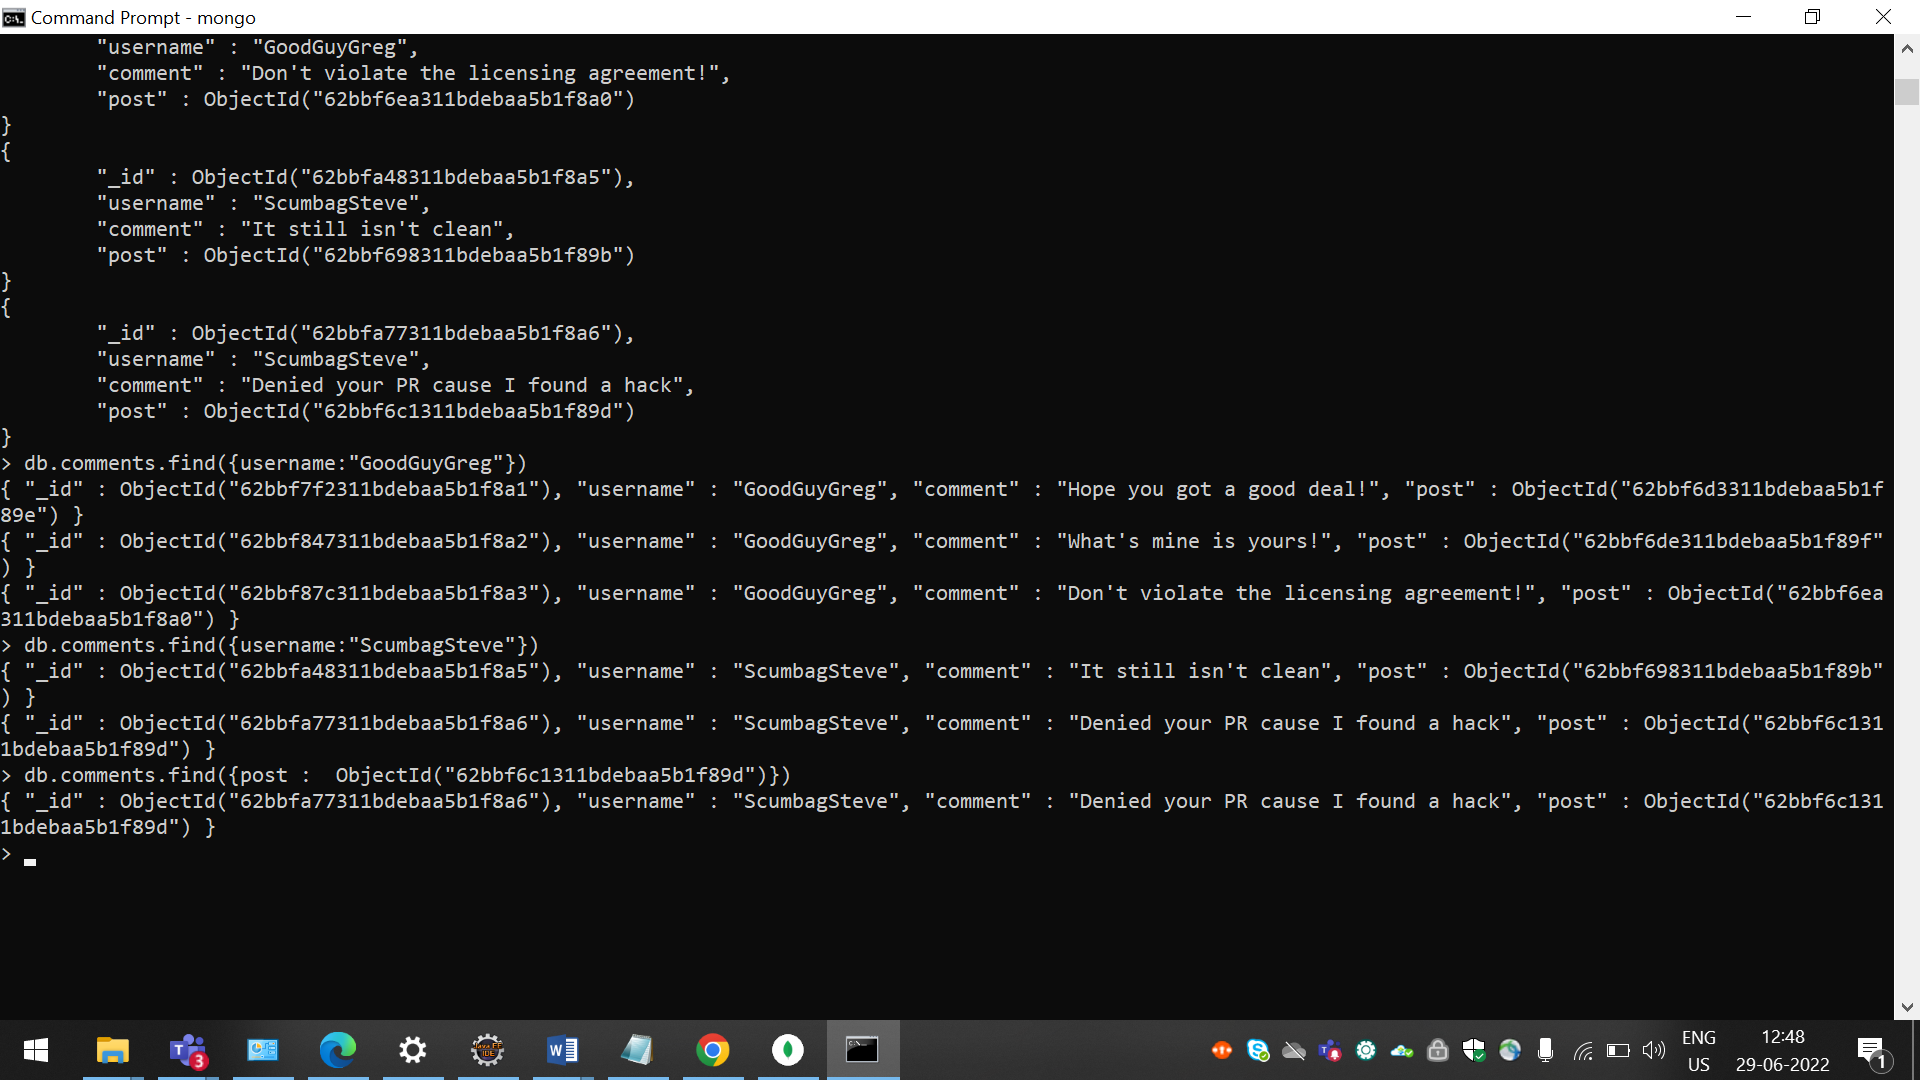 Command Prompt - mongo
"username" : "GoodGuyGreg",
"comment" : "Don't violate the licensing agreement!",
"post" : ObjectId("62bbf6ea311bdebaa5b1f8a0")
}
{
"_id" : ObjectId("62bbfa48311bdebaa5b1f8a5"),
"username" : "ScumbagSteve",
"comment" : "It still isn't clean",
"post" : ObjectId("62bbf698311bdebaa5b1f89b")
}
{
"_id" : ObjectId("62bbfa77311bdebaa5b1f8a6"),
"username" : "ScumbagSteve",
"comment" : "Denied your PR cause I found a hack",
"post" : ObjectId("62bbf6c1311bdebaa5b1f89d")
}
> db.comments.find({username:"GoodGuyGreg"})
{ "_id" : ObjectId("62bbf7f2311bdebaa5b1f8a1"), "username" : "GoodGuyGreg", "comment" : "Hope you got a good deal!", "post" : ObjectId("62bbf6d3311bdebaa5b1f
89e") }
{ "_id" : ObjectId("62bbf847311bdebaa5b1f8a2"), "username" : "GoodGuyGreg", "comment" : "What's mine is yours!", "post" : ObjectId("62bbf6de311bdebaa5b1f89f"
) }
{ "_id" : ObjectId("62bbf87c311bdebaa5b1f8a3"), "username" : "GoodGuyGreg", "comment" : "Don't violate the licensing agreement!", "post" : ObjectId("62bbf6ea
311bdebaa5b1f8a0") }
> db.comments.find({username:"ScumbagSteve"})
{ "_id" : ObjectId("62bbfa48311bdebaa5b1f8a5"), "username" : "ScumbagSteve", "comment" : "It still isn't clean", "post" : ObjectId("62bbf698311bdebaa5b1f89b"
) }
{ "_id" : ObjectId("62bbfa77311bdebaa5b1f8a6"), "username" : "ScumbagSteve", "comment" : "Denied your PR cause I found a hack", "post" : ObjectId("62bbf6c131
1bdebaa5b1f89d") }
> db.comments.find({post :  ObjectId("62bbf6c1311bdebaa5b1f89d")})
{ "_id" : ObjectId("62bbfa77311bdebaa5b1f8a6"), "username" : "ScumbagSteve", "comment" : "Denied your PR cause I found a hack", "post" : ObjectId("62bbf6c131
1bdebaa5b1f89d") }
>
3
ENG
US
12:48
29-06-2022
1